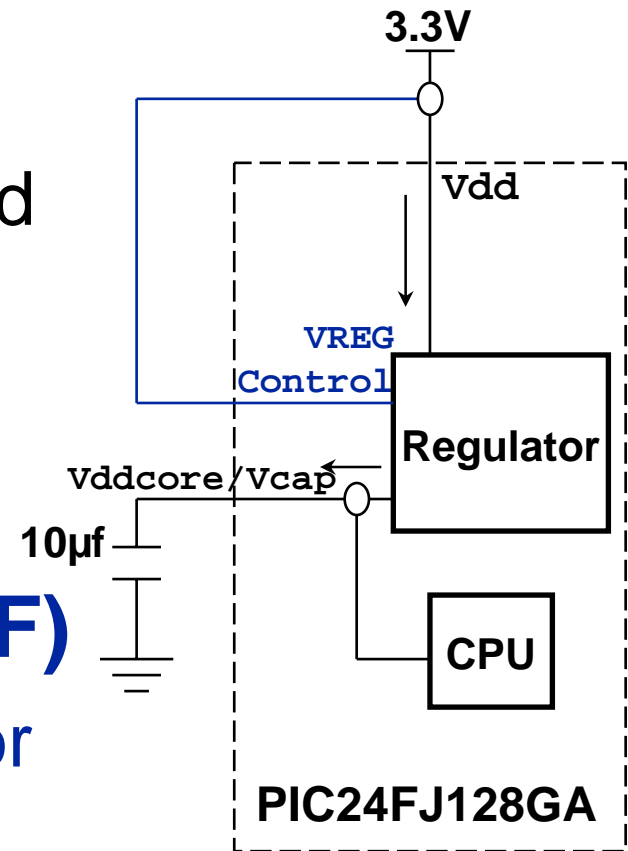 3.3V
d
Vdd
VREG
Control
Regulator
Vddcore/Vcap
10µf
F)
CPU
or
PIC24FJ128GA